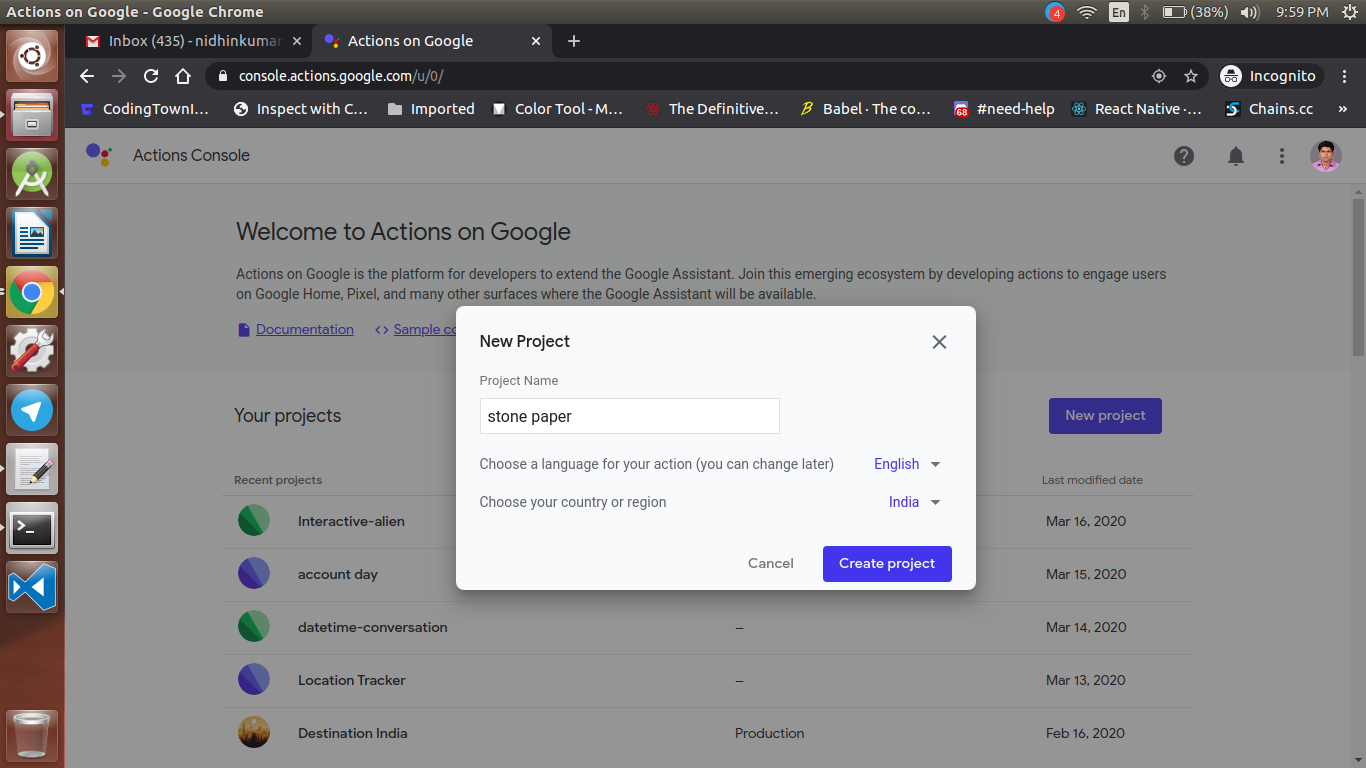 Actions on Google - Google Chrome
4
En
(38%)
9:59 PM
Inbox (435) - nidhinkumar
Actions on Google
console.actions.google.com/u/0/
Incognito
CodingTownI…
Inspect with C…
Imported
Color Tool - M…
The Definitive…
Babel · The co…
68
#need-help
React Native ·…
Chains.cc
»
Actions Console
Welcome to Actions on Google
Actions on Google is the platform for developers to extend the Google Assistant. Join this emerging ecosystem by developing actions to engage users
on Google Home, Pixel, and many other surfaces where the Google Assistant will be available.
Documentation
Sample co
New Project
Project Name
stone paper
Choose a language for your action (you can change later)
English
Choose your country or region
India
Cancel
Create project
Your projects
New project
Recent projects
Last modified date
Interactive-alien
Mar 16, 2020
account day
Mar 15, 2020
datetime-conversation
–
Mar 14, 2020
Location Tracker
–
Mar 13, 2020
Destination India
Production
Feb 16, 2020